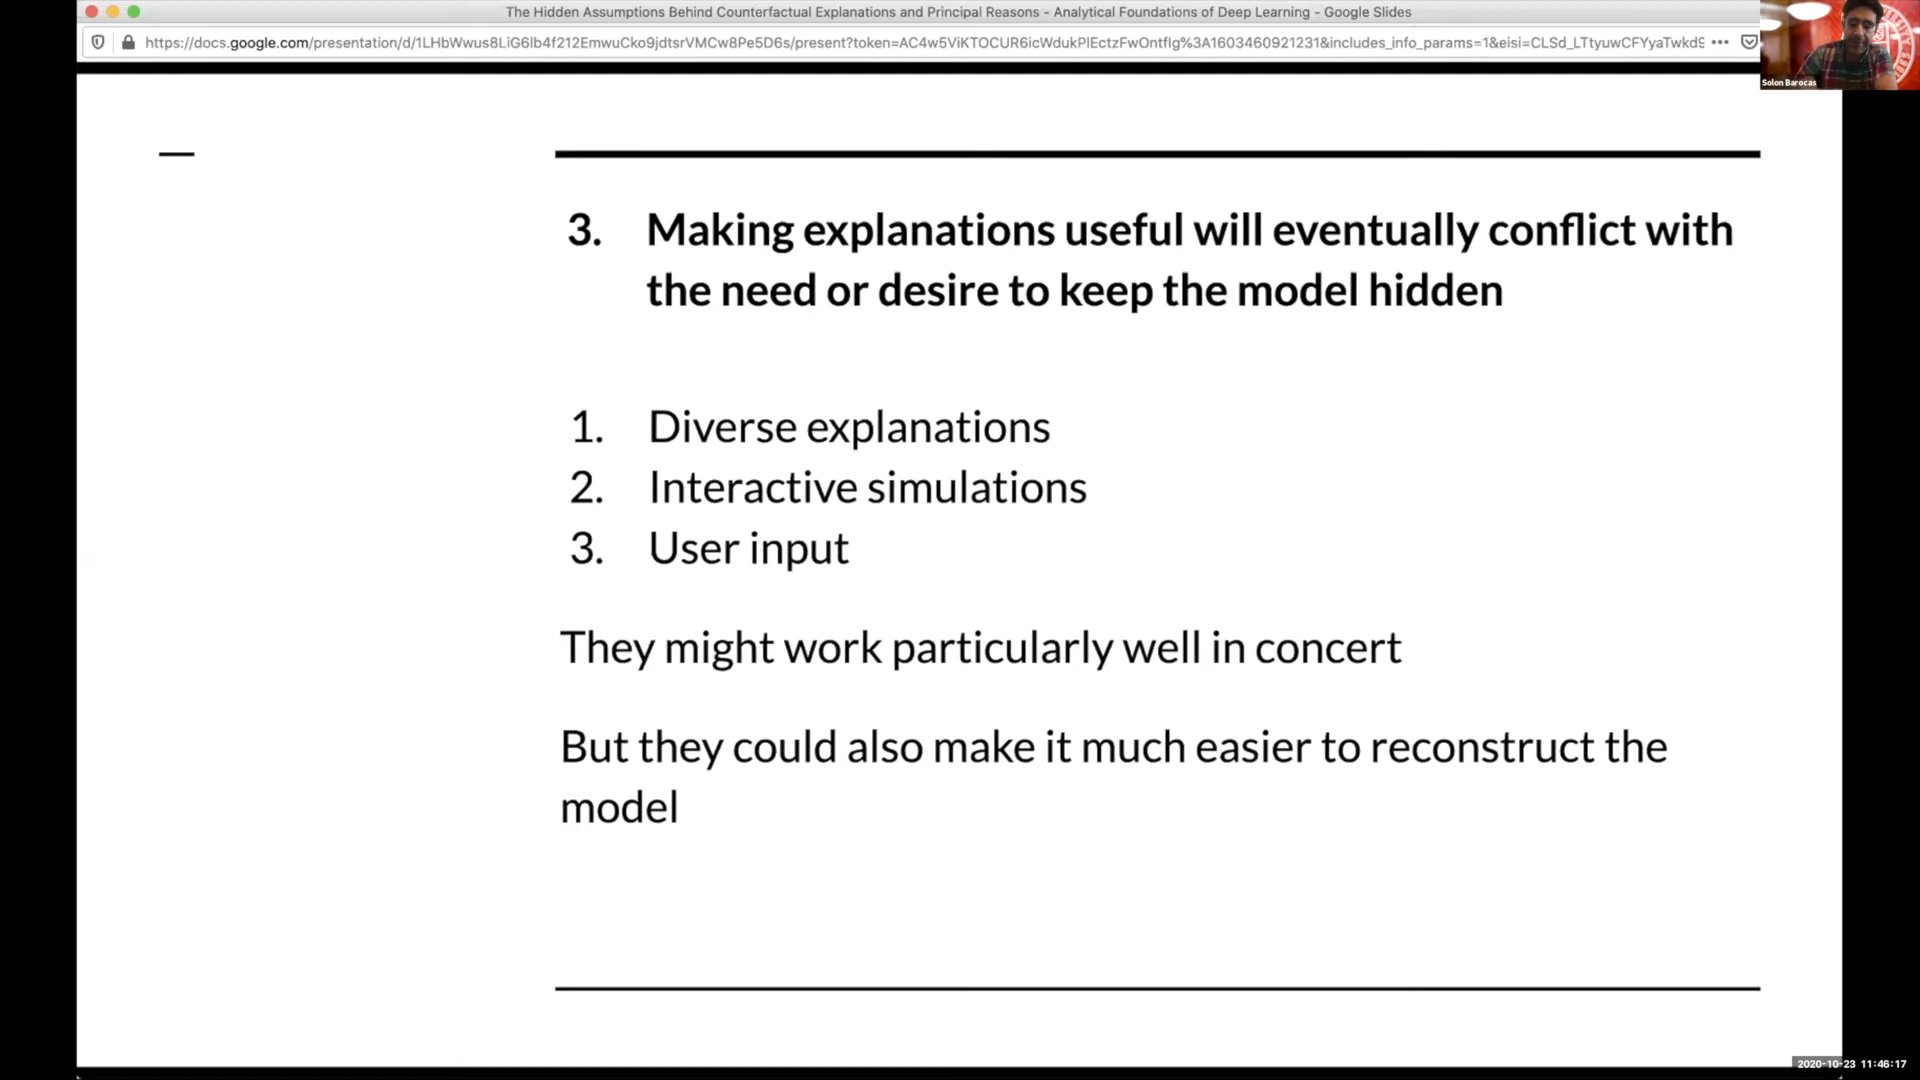 The Hidden Assumptions Behind Counterfactual Explanations and Principal Reasons - Analytical Foundations of Deep Learning - Google Slides
https://docs.google.com/presentation/d/1LHbWwus8LiG6lb4f212EmwuCko9jdtsrVMCw8Pe5D6s/present?token=AC4w5ViKTOCUR6icWdukPlEctzFwOntfIg%3A1603460921231&includes_info_params=1&eisi=CLSd_LTtyuwCFYyaTwkdS
Solon Barocas
3. Making explanations useful will eventually conflict with
the need or desire to keep the model hidden
1. Diverse explanations
2. Interactive simulations
3. User input
They might work particularly well in concert
But they could also make it much easier to reconstruct the
model
2020-10-23 11:46:17